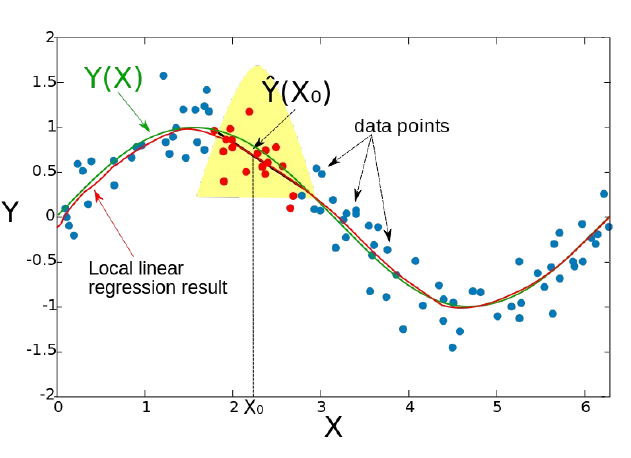 2
1.5
1
0.5
0
-0.5
-1
-1.5
-2
Y
Y(X)
Ŷ(X₀)
data points
Local linear
regression result
0 1 2 X₀ 3 4 5 6
X